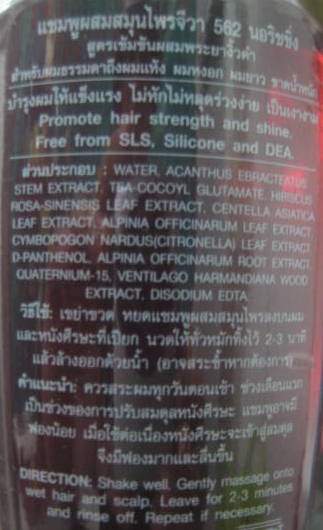 แชมพูผสมสมุนไพรจีวา 562 นอริชชิ่ง
สูตรเข้มข้นผสมพระยางิ้วดำ
สำหรับผมธรรมดาถึงผมแห้ง ผมหงอก ผมยาว ขาดน้ำหนัก
บำรุงผมให้แข็งแรง ไม่หักไม่หลุดร่วงง่าย เป็นเงางาม
Promote hair strength and shine.
Free from SLS, Silicone and DEA.
ส่วนประกอบ : WATER, ACANTHUS EBRACTEATUS
STEM EXTRACT, TEA-COCOYL GLUTAMATE, HIBISCUS
ROSA-SINENSIS LEAF EXTRACT, CENTELLA ASIATICA
LEAF EXTRACT, ALPINIA OFFICINARUM LEAF EXTRACT,
CYMBOPOGON NARDUS(CITRONELLA) LEAF EXTRACT,
D-PANTHENOL, ALPINIA OFFICINARUM ROOT EXTRACT,
QUATERNIUM-15, VENTILAGO HARMANDIANA WOOD
EXTRACT, DISODIUM EDTA.
วิธีใช้: เขย่าขวด หยดแชมพูผสมสมุนไพรลงบนผม
และหนังศีรษะที่เปียก นวดให้ทั่วหมักทิ้งไว้ 2-3 นาที
แล้วล้างออกด้วยน้ำ (อาจสระซ้ำหากต้องการ)
คำแนะนำ: ควรสระผมทุกวันตอนเช้า ช่วงเดือนแรก
เป็นช่วงของการปรับสมดุลหนังศีรษะ แชมพูอาจมี
ฟองน้อย เมื่อใช้ต่อเนื่องหนังศีรษะจะเข้าสู่สมดุล
จึงมีฟองมากและลื่นขึ้น
DIRECTION: Shake well. Gently massage onto
wet hair and scalp. Leave for 2-3 minutes
and rinse off. Repeat if necessary.